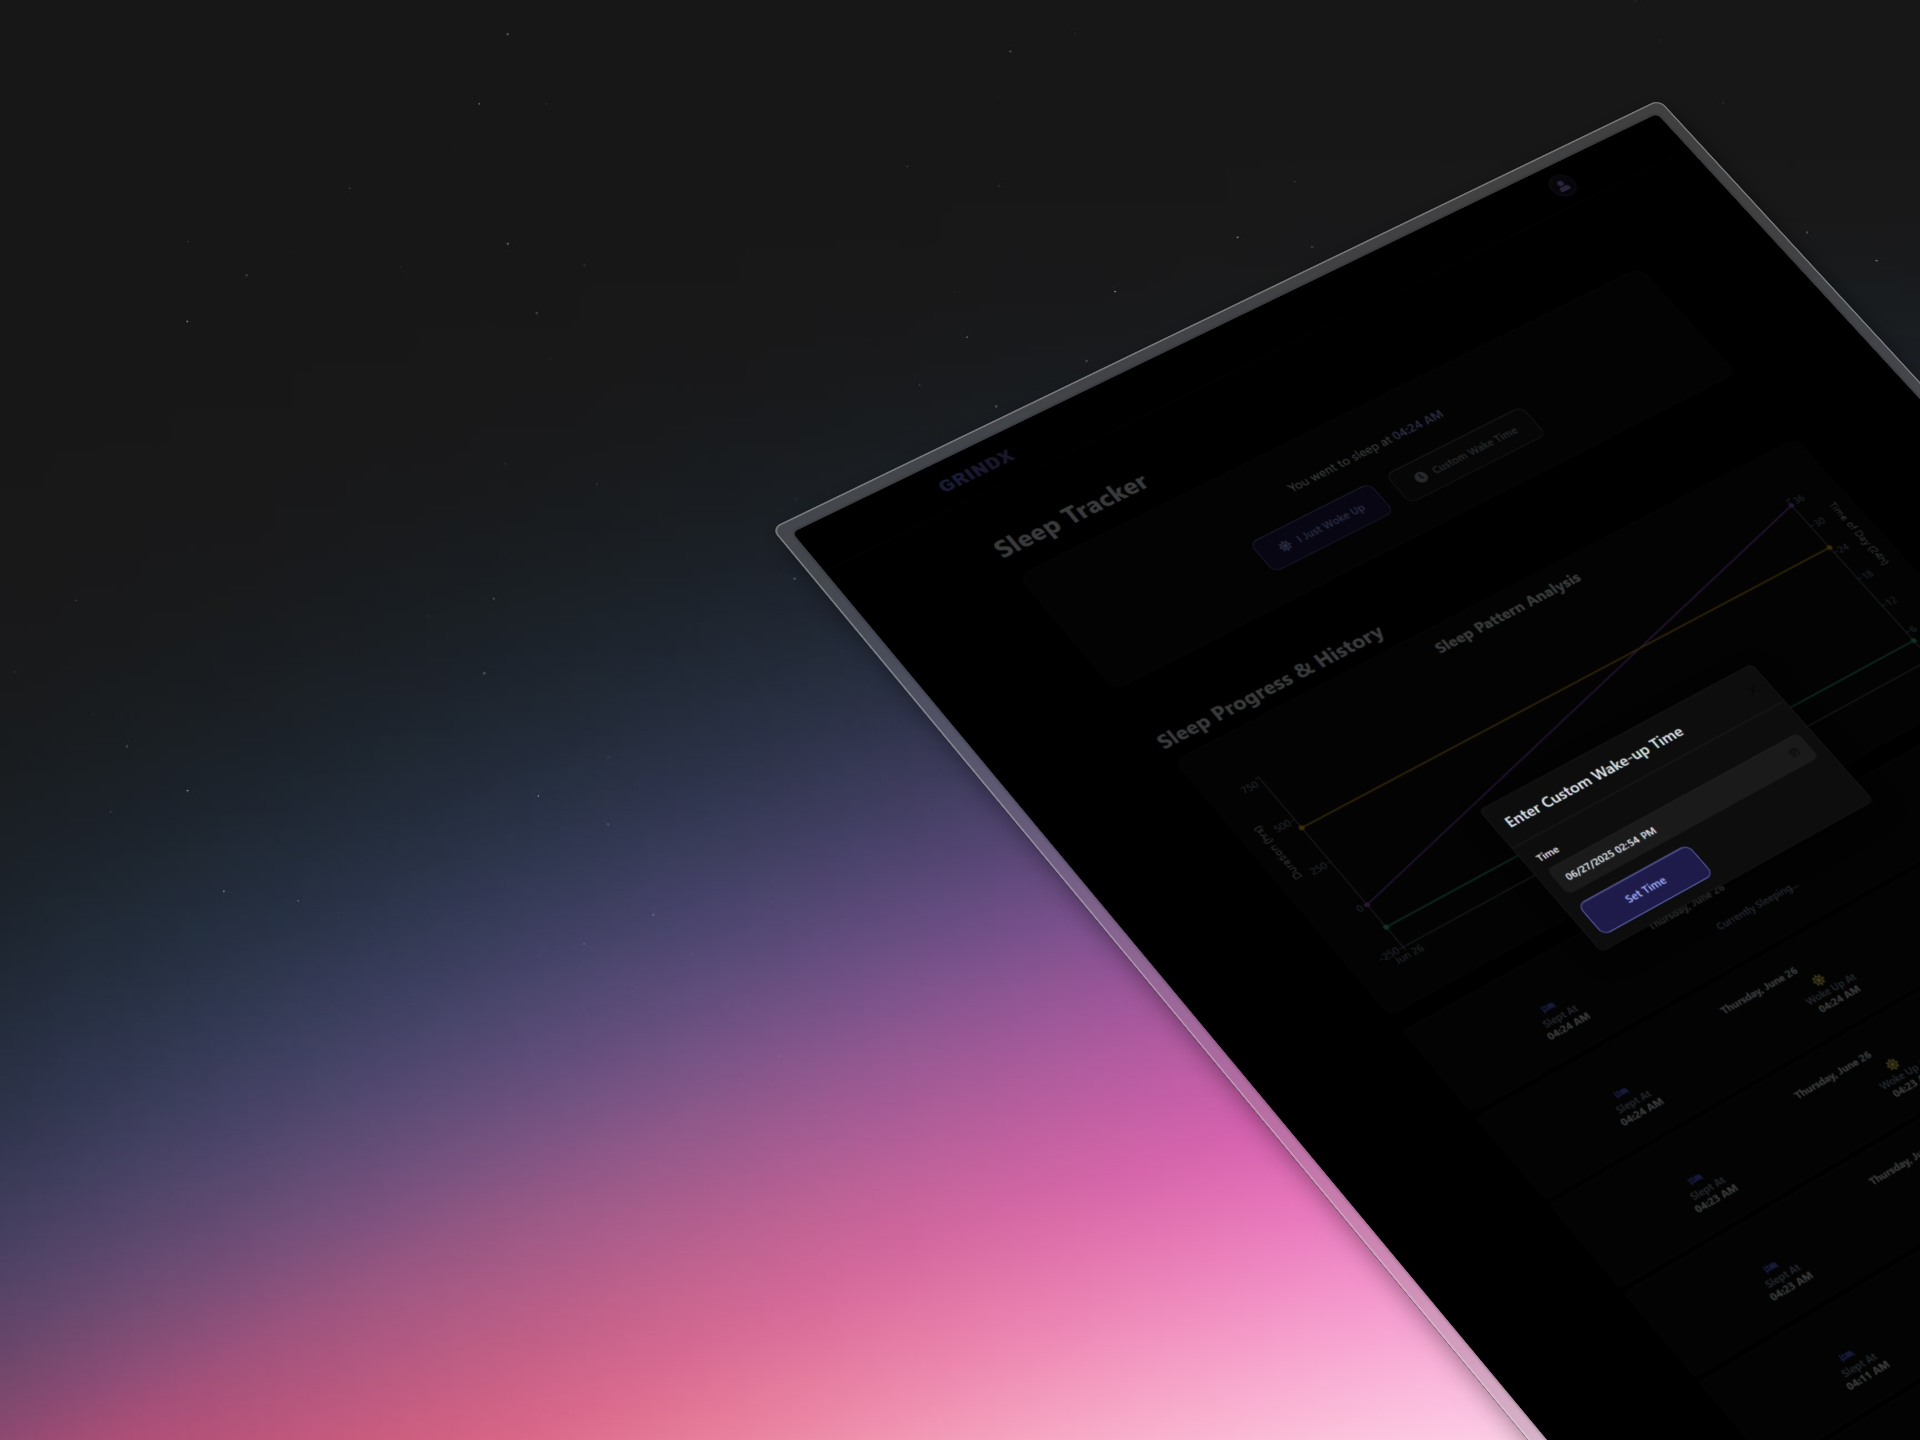 GRINDX
Sleep Tracker
You went to sleep at 04:24 AM
I Just Woke Up
Custom Wake Time
Sleep Progress & History
Sleep Pattern Analysis
Duration (hrs)
750
500
250
0
-250
Jun 26
Time of Day (24h)
36
30
24
18
12
6
Enter Custom Wake-up Time
Time
06/27/2025 02:54 PM
Set Time
Thursday, June 26
Currently Sleeping...
Slept At
04:24 AM
Thursday, June 26
Woke Up At
04:24 AM
Slept At
04:24 AM
Thursday, June 26
Woke Up
04:23
Slept At
04:23 AM
Thursday, Ju
Slept At
04:23 AM
Slept At
04:11 AM